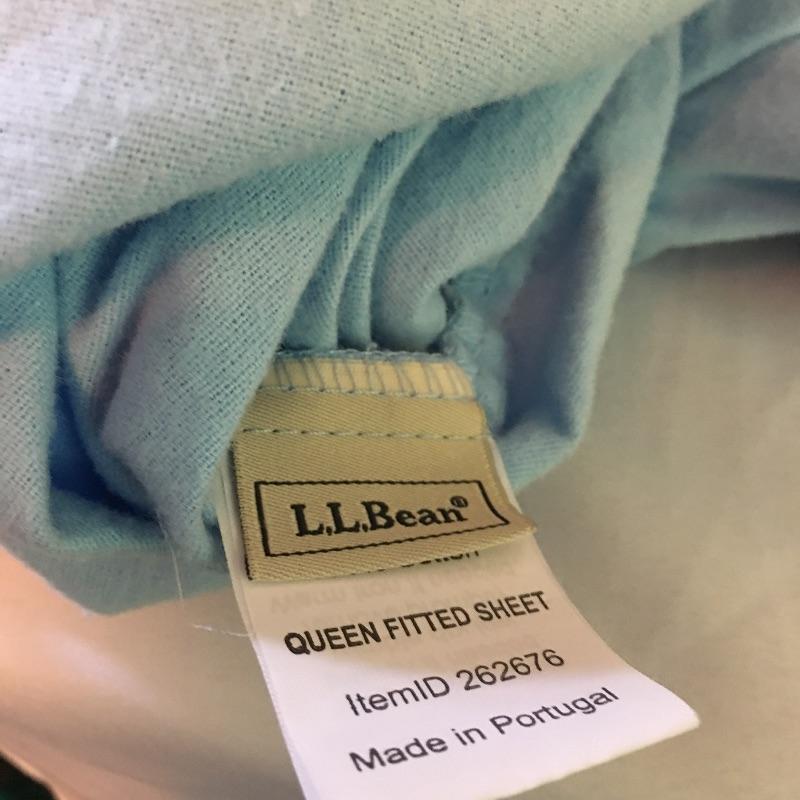 L.L.Bean®
QUEEN FITTED SHEET
ItemID 262676
Made in Portugal